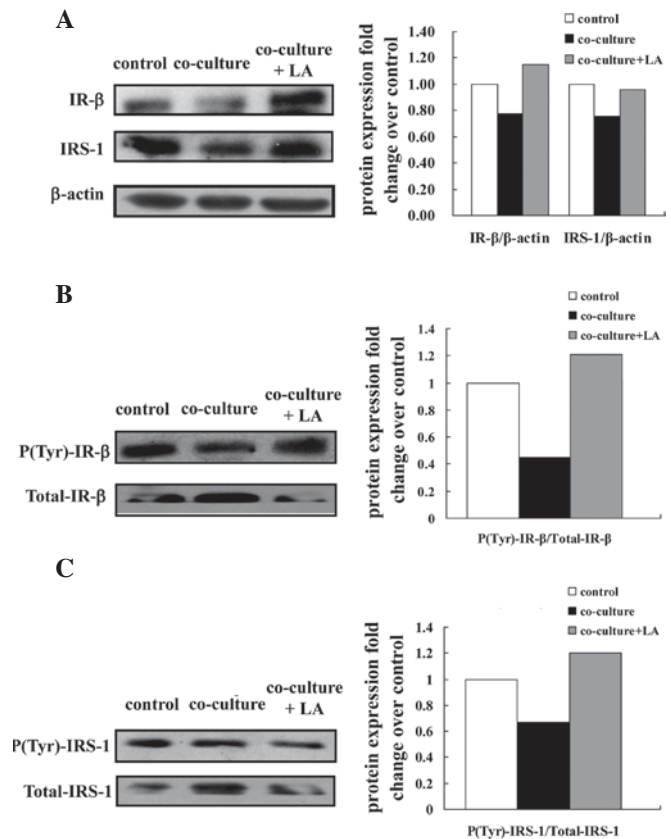 A
control co-culture co-culture + LA
IR-β
IRS-1
β-actin
control
co-culture
co-culture+LA
protein expression fold change over control
1.40
1.20
1.00
0.80
0.60
0.40
0.20
0.00
IR-β/β-actin IRS-1/β-actin
B
control co-culture co-culture + LA
P(Tyr)-IR-β
Total-IR-β
control
co-culture
co-culture+LA
protein expression fold change over control
1.4
1.2
1
0.8
0.6
0.4
0.2
0
P(Tyr)-IR-β/Total-IR-β
C
control co-culture co-culture + LA
P(Tyr)-IRS-1
Total-IRS-1
control
co-culture
co-culture+LA
protein expression fold change over control
1.4
1.2
1
0.8
0.6
0.4
0.2
0
P(Tyr)-IRS-1/Total-IRS-1